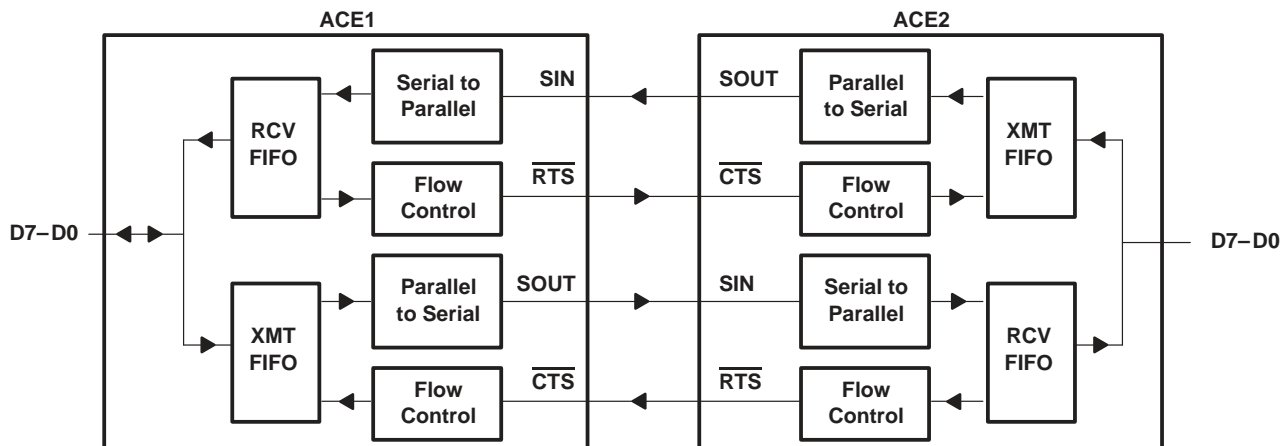 ACE1
ACE2
Serial to
Parallel
SIN
SOUT
Parallel
to Serial
RCV
FIFO
XMT
FIFO
Flow
Control
RTS
CTS
Flow
Control
D7–D0
D7–D0
Parallel
to Serial
SOUT
SIN
Serial to
Parallel
XMT
FIFO
RCV
FIFO
Flow
Control
CTS
RTS
Flow
Control